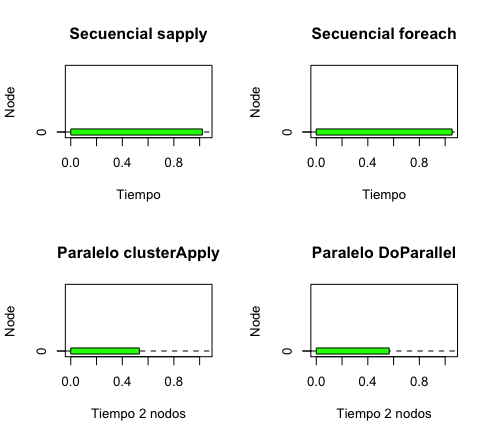 Secuencial sapply
Node
0
0.0 0.4 0.8
Tiempo
Secuencial foreach
Node
0
0.0 0.4 0.8
Tiempo
Paralelo clusterApply
Node
0
0.0 0.4 0.8
Tiempo 2 nodos
Paralelo DoParallel
Node
0
0.0 0.4 0.8
Tiempo 2 nodos